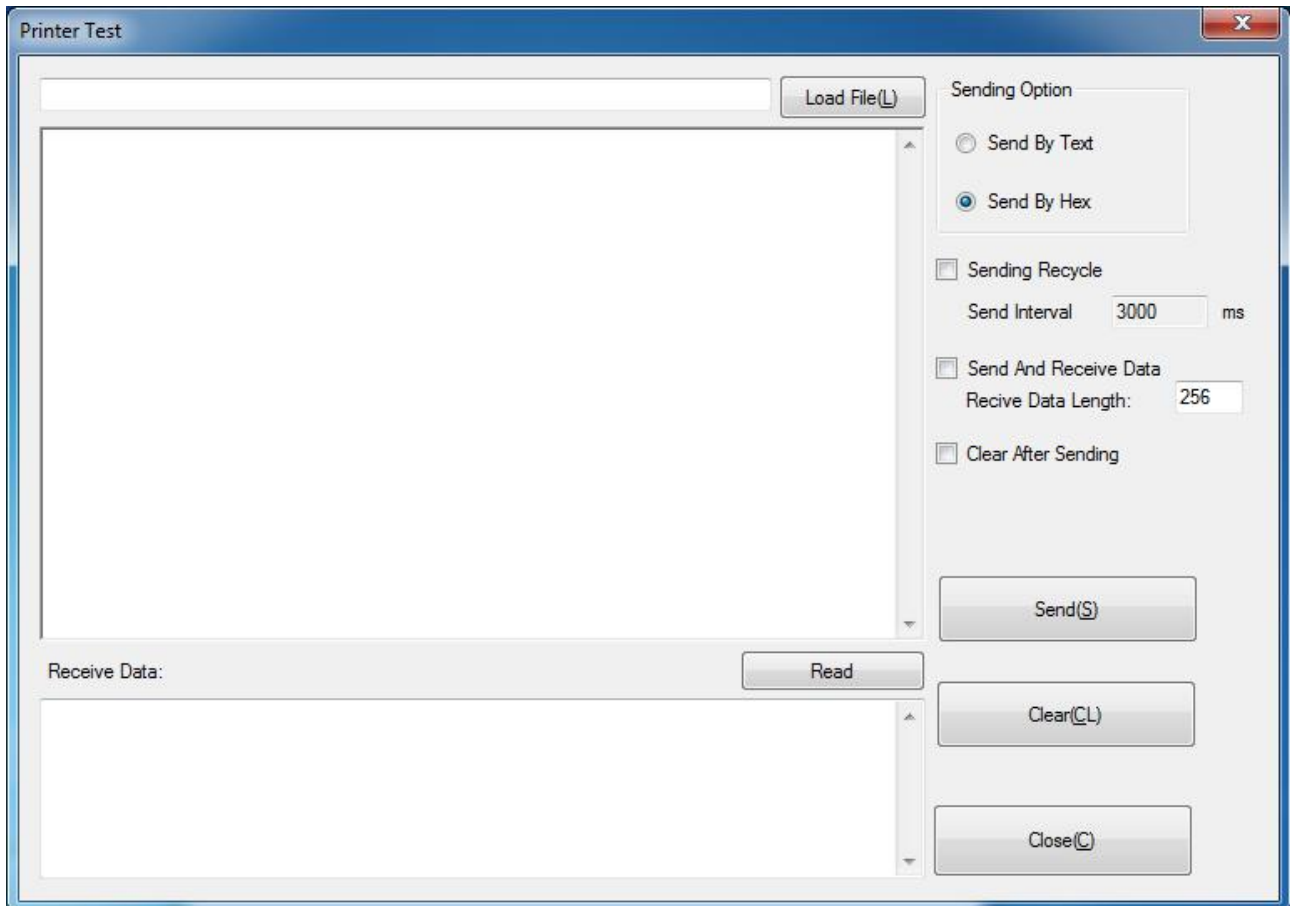 Printer Test
Load File(L)
Sending Option
Send By Text
Send By Hex
Sending Recycle
Send Interval 3000 ms
Send And Receive Data
Recive Data Length: 256
Clear After Sending
Send(S)
Receive Data: Read
Clear(CL)
Close(C)